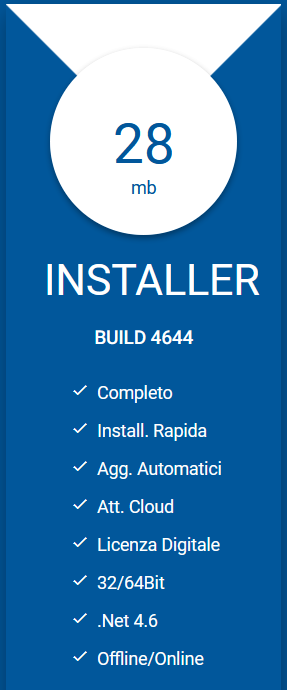 28
mb
INSTALLER
BUILD 4644
Completo
Install. Rapida
Agg. Automatici
Att. Cloud
Licenza Digitale
32/64Bit
.Net 4.6
Offline/Online